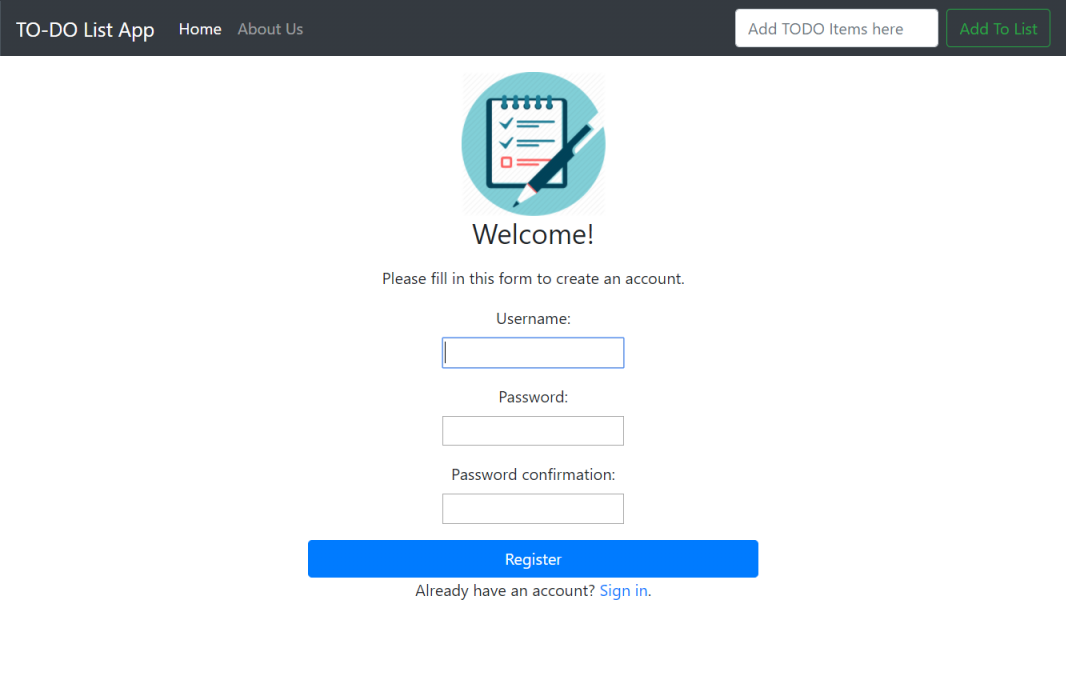 TO-DO List App Home About Us Add TODO Items here Add To List
Welcome!
Please fill in this form to create an account.
Username:
Password:
Password confirmation:
Register
Already have an account? Sign in.